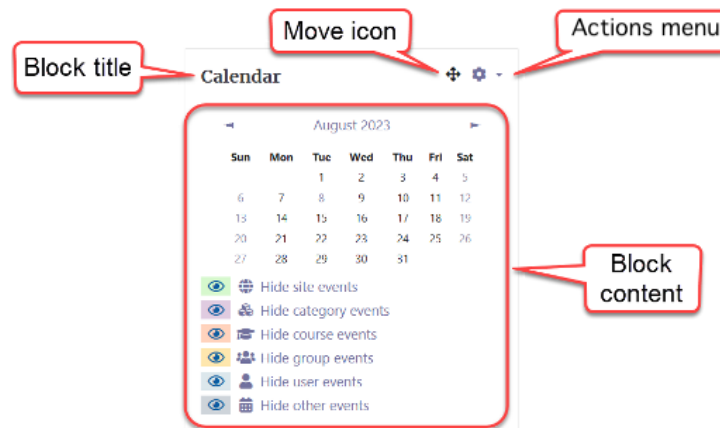 Move icon
Actions menu
Block title
Calendar
August 2023
Sun Mon Tue Wed Thu Fri Sat
1 2 3 4 5
6 7 8 9 10 11 12
13 14 15 16 17 18 19
20 21 22 23 24 25 26
27 28 29 30 31
Hide site events
Hide category events
Hide course events
Hide group events
Hide user events
Hide other events
Block
content